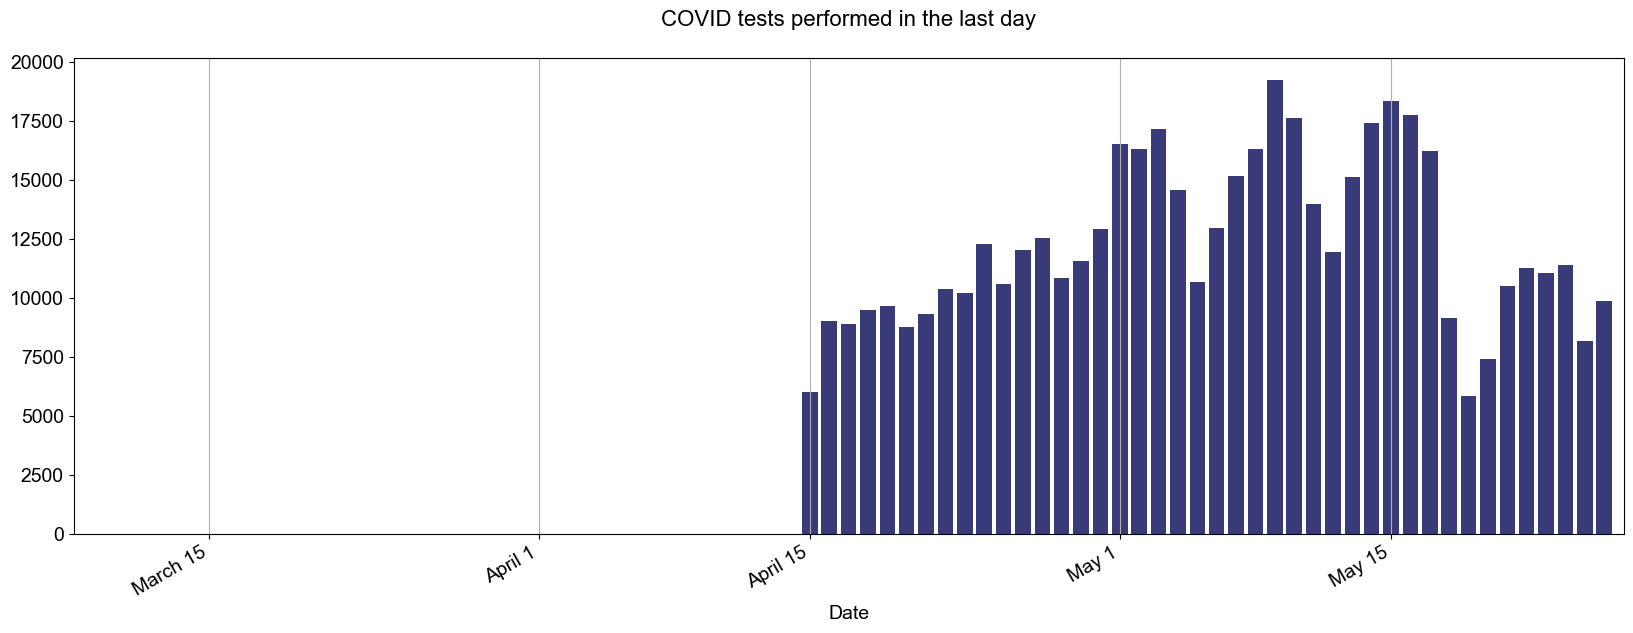 COVID tests performed in the last day
20000
17500
15000
12500
10000
7500
5000
2500
0
March 15
April 1
April 15
May 1
May 15
Date